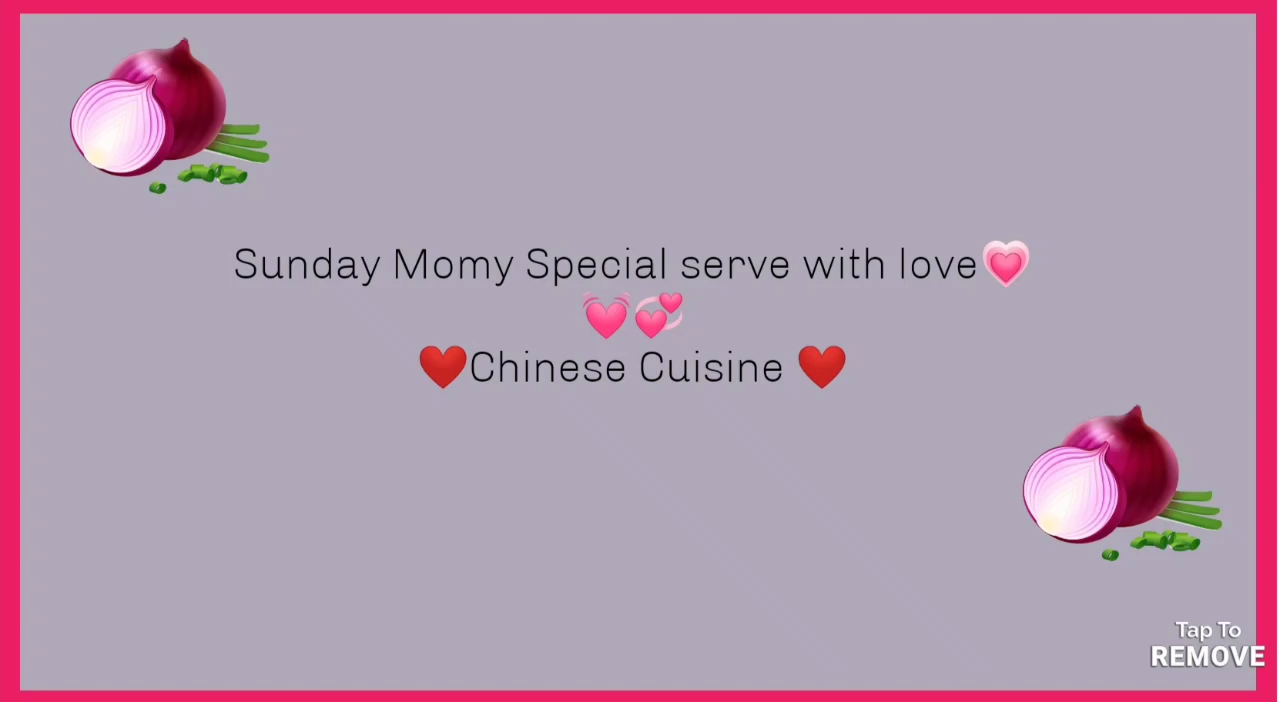 Sunday Momy Special serve with love💗
💓💞
❤️Chinese Cuisine ❤️
Tap To
REMOVE